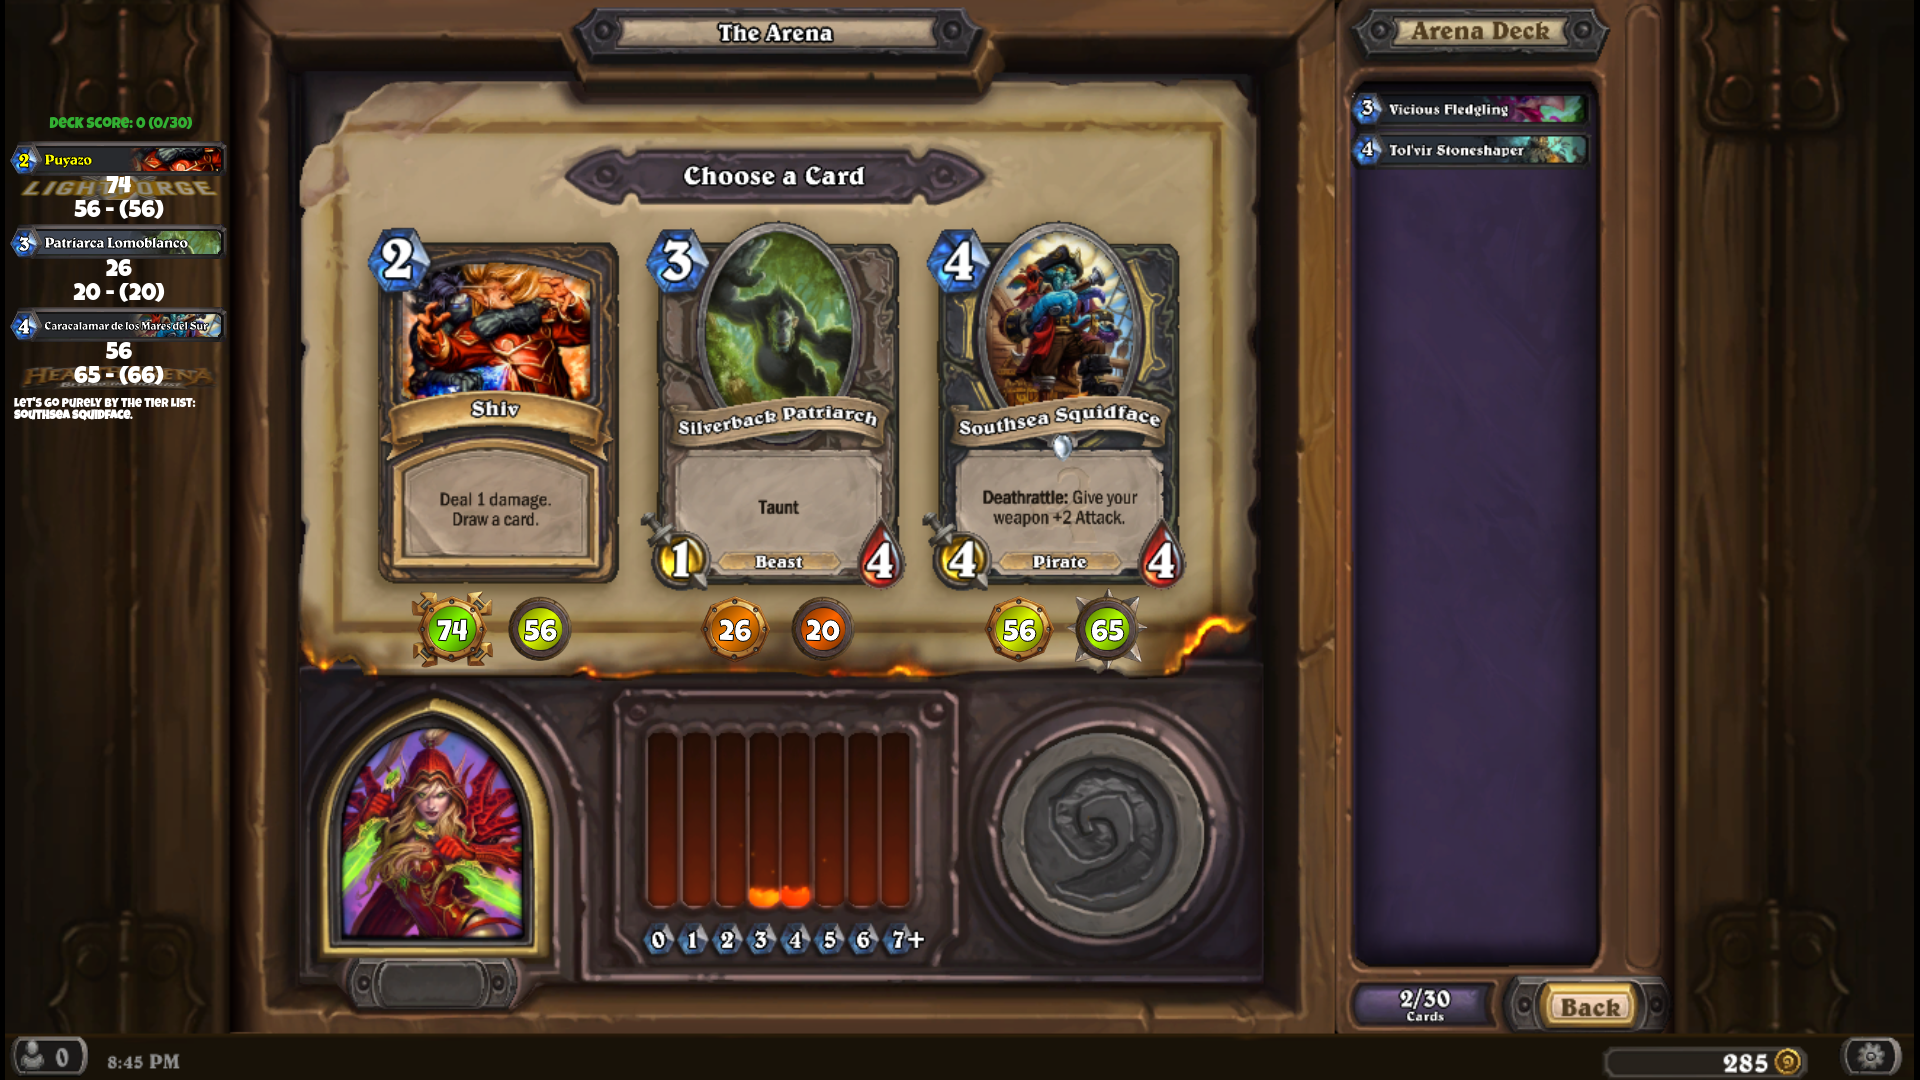 The Arena
Arena Deck
Deck Score: 0 (0/30)
2 Puyazo
LIGHTFORGE
74
56 - (56)
3 Patriarca Lomoblanco
26
20 - (20)
4 Caracalamar de los Mares del Sur
56
HEARTHARENA
65 - (66)
Let's go purely by the tier list:
Southsea Squidface.
Choose a Card
2
Shiv
Deal 1 damage.
Draw a card.
74
56
3
Silverback Patriarch
Taunt
1
Beast
4
26
20
4
Southsea Squidface
Deathrattle: Give your
weapon +2 Attack.
4
Pirate
4
56
65
0 1 2 3 4 5 6 7+
3 Vicious Fledgling
4 Tol'vir Stoneshaper
2/30
Cards
Back
0
8:45 PM
285